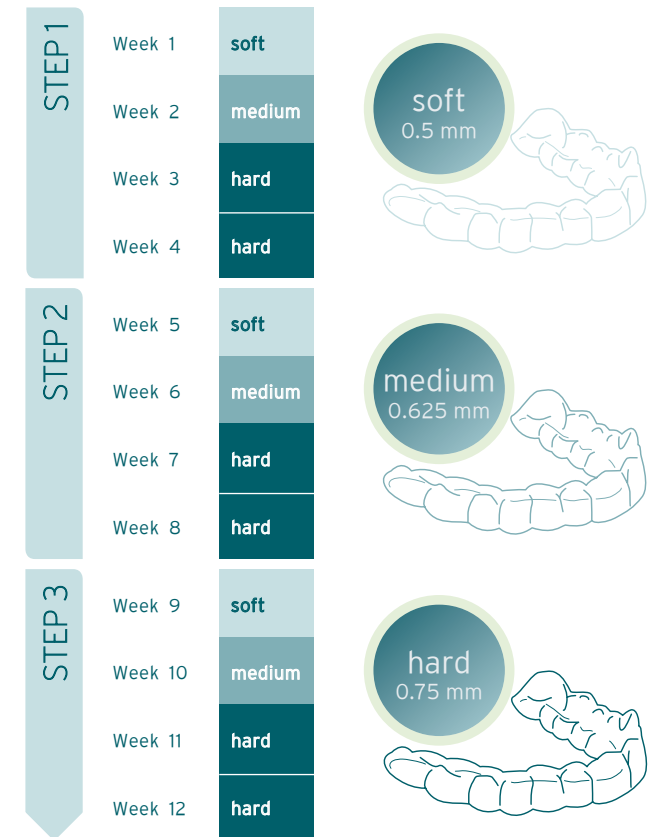 STEP 1
Week 1 soft
Week 2 medium
Week 3 hard
Week 4 hard
soft
0.5 mm
STEP 2
Week 5 soft
Week 6 medium
Week 7 hard
Week 8 hard
medium
0.625 mm
STEP 3
Week 9 soft
Week 10 medium
Week 11 hard
Week 12 hard
hard
0.75 mm